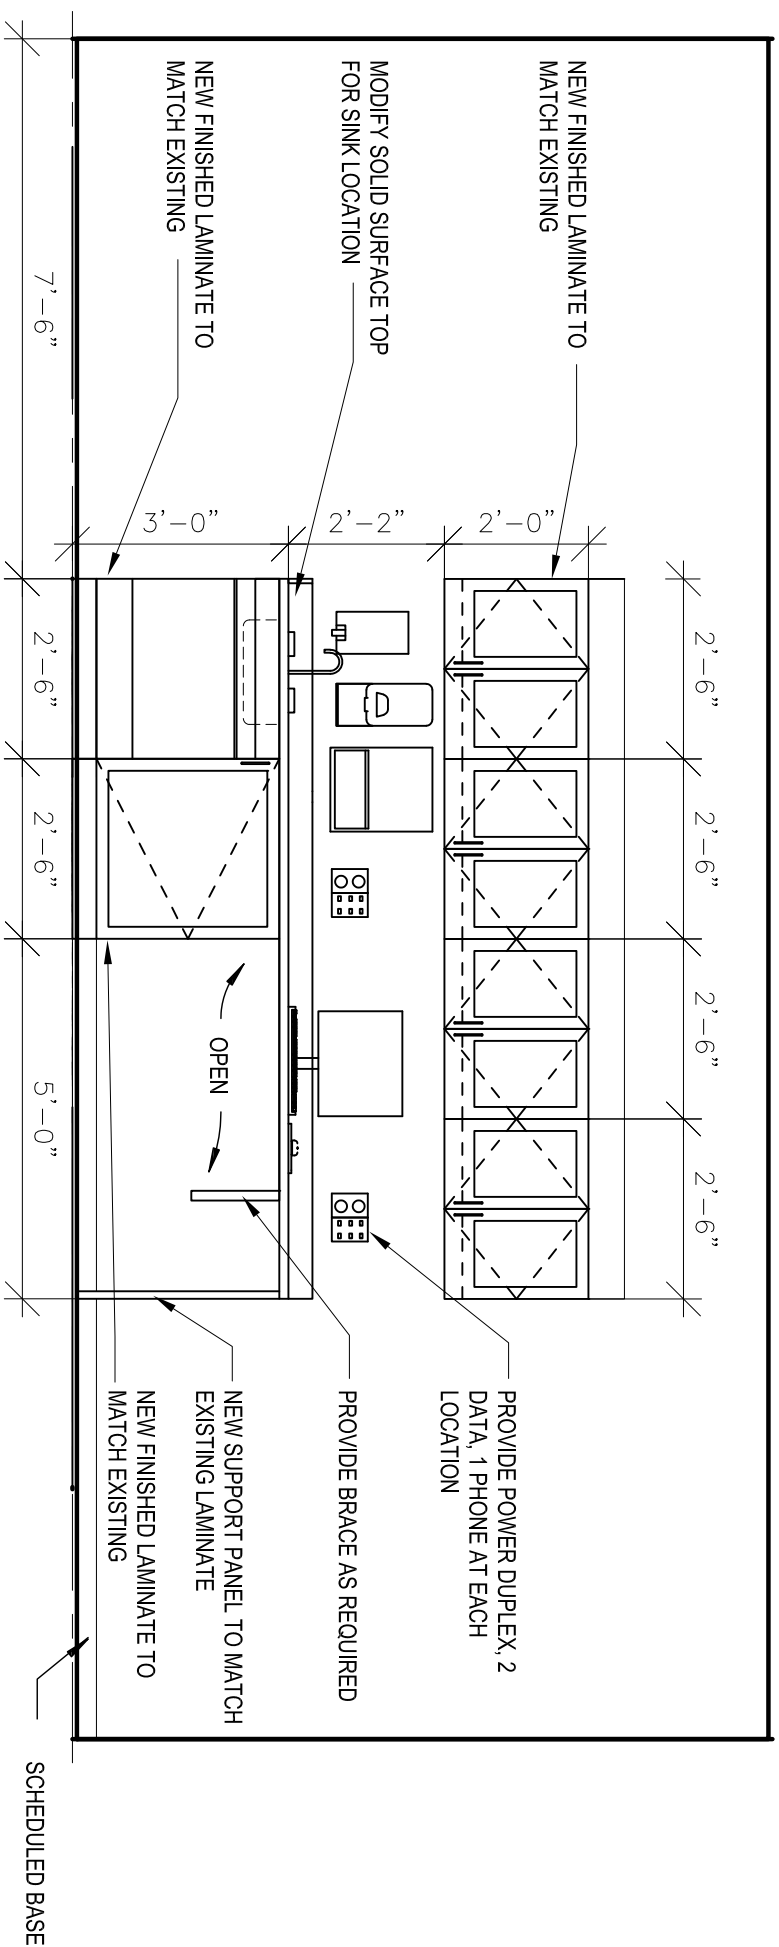 2'-6"
2'-6"
2'-6"
2'-6"
NEW FINISHED LAMINATE TO
MATCH EXISTING
2'-0"
2'-2"
3'-0"
MODIFY SOLID SURFACE TOP
FOR SINK LOCATION
NEW FINISHED LAMINATE TO
MATCH EXISTING
OPEN
PROVIDE POWER DUPLEX, 2
DATA, 1 PHONE AT EACH
LOCATION
PROVIDE BRACE AS REQUIRED
NEW SUPPORT PANEL TO MATCH
EXISTING LAMINATE
NEW FINISHED LAMINATE TO
MATCH EXISTING
7'-6"
2'-6"
2'-6"
5'-0"
SCHEDULED BASE